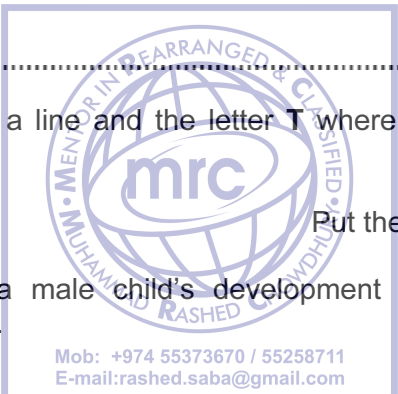 ................................................................
a line and the letter T where
Put the
a male child's development
MENTOR IN REARRANGED & CLASSIFIED
mrc
MUHAMMAD RASHED CHOWDHURY
Mob: +974 55373670 / 55258711
E-mail:rashed.saba@gmail.com